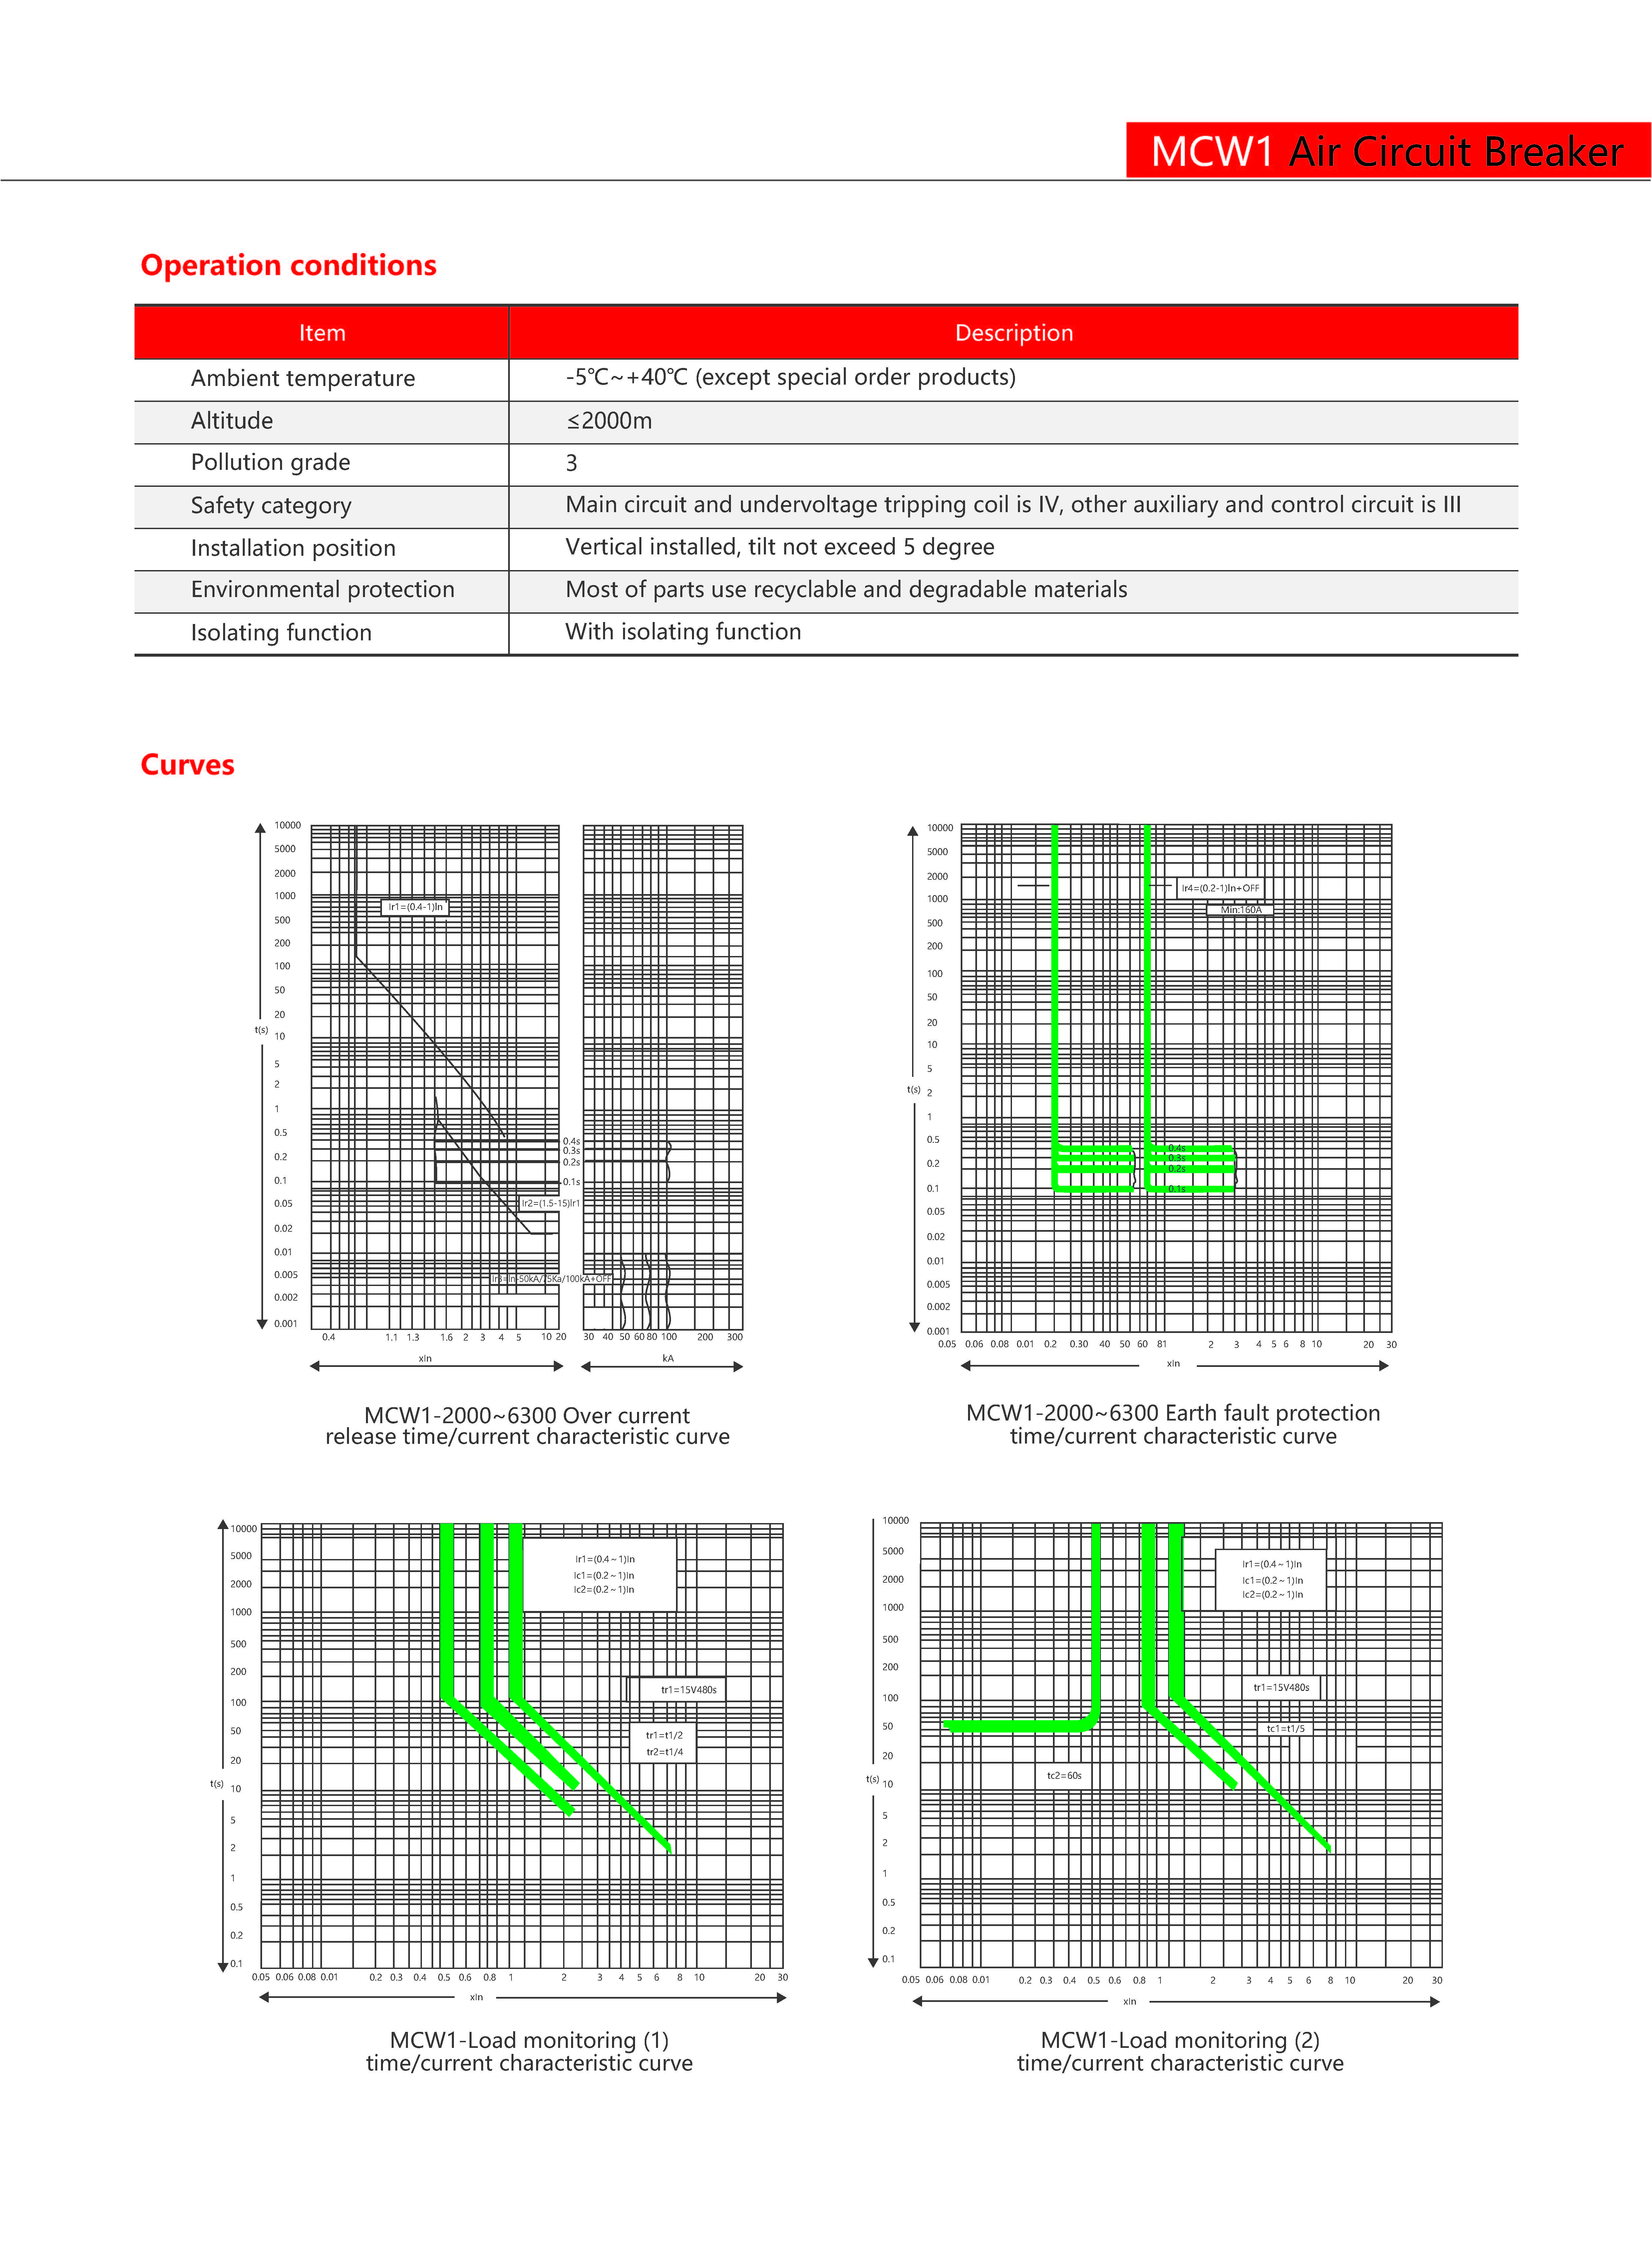 MCW1 Air Circuit Breaker
Operation conditions
Item Description
Ambient temperature -5℃~+40℃ (except special order products)
Altitude ≤2000m
Pollution grade 3
Safety category Main circuit and undervoltage tripping coil is IV, other auxiliary and control circuit is III
Installation position Vertical installed, tilt not exceed 5 degree
Environmental protection Most of parts use recyclable and degradable materials
Isolating function With isolating function
Curves
10000
5000
2000
1000
500
200
100
50
20
t(s)
10
5
2
1
0.5
0.2
0.1
0.05
0.02
0.01
0.005
0.002
0.001
Ir1=(0.4-1)In
0.4s
0.3s
0.2s
0.1s
Ir2=(1.5-15)Ir1
Ir3=In-50kA/75Ka/100kA+OFF
0.4 1.1 1.3 1.6 2 3 4 5 10 20 30 40 50 60 80 100 200 300
xIn kA
MCW1-2000~6300 Over current
release time/current characteristic curve
10000
5000
2000
1000
500
200
100
50
20
10
5
t(s)
2
1
0.5
0.2
0.1
0.05
0.02
0.01
0.005
0.002
0.001
Ir4=(0.2-1)In+OFF
Min:160A
0.4s
0.3s
0.2s
0.1s
0.05 0.06 0.08 0.01 0.2 0.30 40 50 60 81 2 3 4 5 6 8 10 20 30
xIn
MCW1-2000~6300 Earth fault protection
time/current characteristic curve
10000
5000
2000
1000
500
200
100
50
20
t(s)
10
5
2
1
0.5
0.2
0.1
Ir1=(0.4~1)In
Ic1=(0.2~1)In
Ic2=(0.2~1)In
tr1=15V480s
tr1=t1/2
tr2=t1/4
0.05 0.06 0.08 0.01 0.2 0.3 0.4 0.5 0.6 0.8 1 2 3 4 5 6 8 10 20 30
xIn
MCW1-Load monitoring (1)
time/current characteristic curve
10000
5000
2000
1000
500
200
100
50
20
t(s)
10
5
2
1
0.5
0.2
0.1
Ir1=(0.4~1)In
Ic1=(0.2~1)In
Ic2=(0.2~1)In
tr1=15V480s
tc1=t1/5
tc2=60s
0.05 0.06 0.08 0.01 0.2 0.3 0.4 0.5 0.6 0.8 1 2 3 4 5 6 8 10 20 30
xIn
MCW1-Load monitoring (2)
time/current characteristic curve